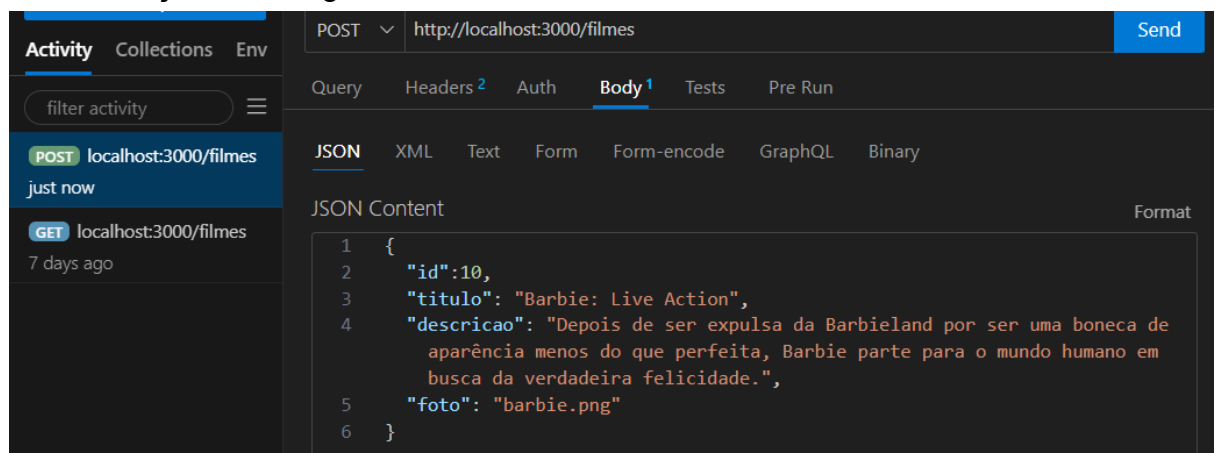 Activity Collections Env
filter activity
POST localhost:3000/filmes
just now
GET localhost:3000/filmes
7 days ago
POST http://localhost:3000/filmes Send
Query Headers 2 Auth Body 1 Tests Pre Run
JSON XML Text Form Form-encode GraphQL Binary
JSON Content Format
1 {
2 "id":10,
3 "titulo": "Barbie: Live Action",
4 "descricao": "Depois de ser expulsa da Barbieland por ser uma boneca de
aparência menos do que perfeita, Barbie parte para o mundo humano em
busca da verdadeira felicidade.",
5 "foto": "barbie.png"
6 }